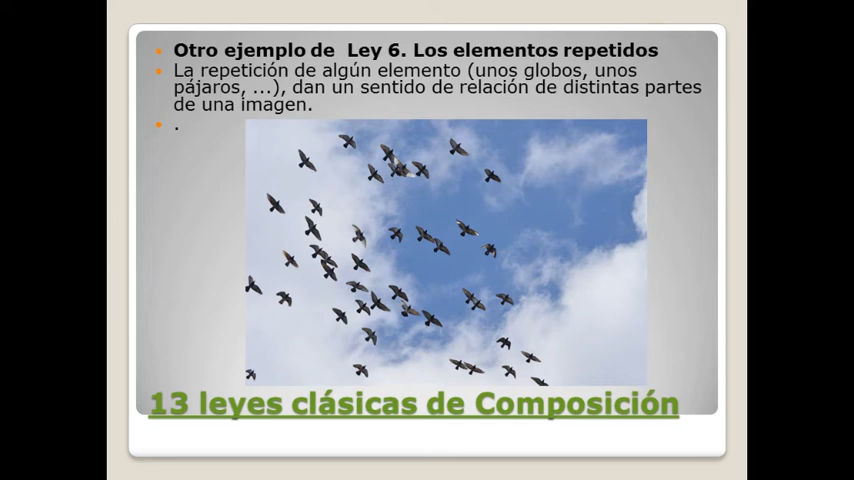 Otro ejemplo de  Ley 6. Los elementos repetidos
La repetición de algún elemento (unos globos, unos
pájaros, ...), dan un sentido de relación de distintas partes
de una imagen.
.
13 leyes clásicas de Composición